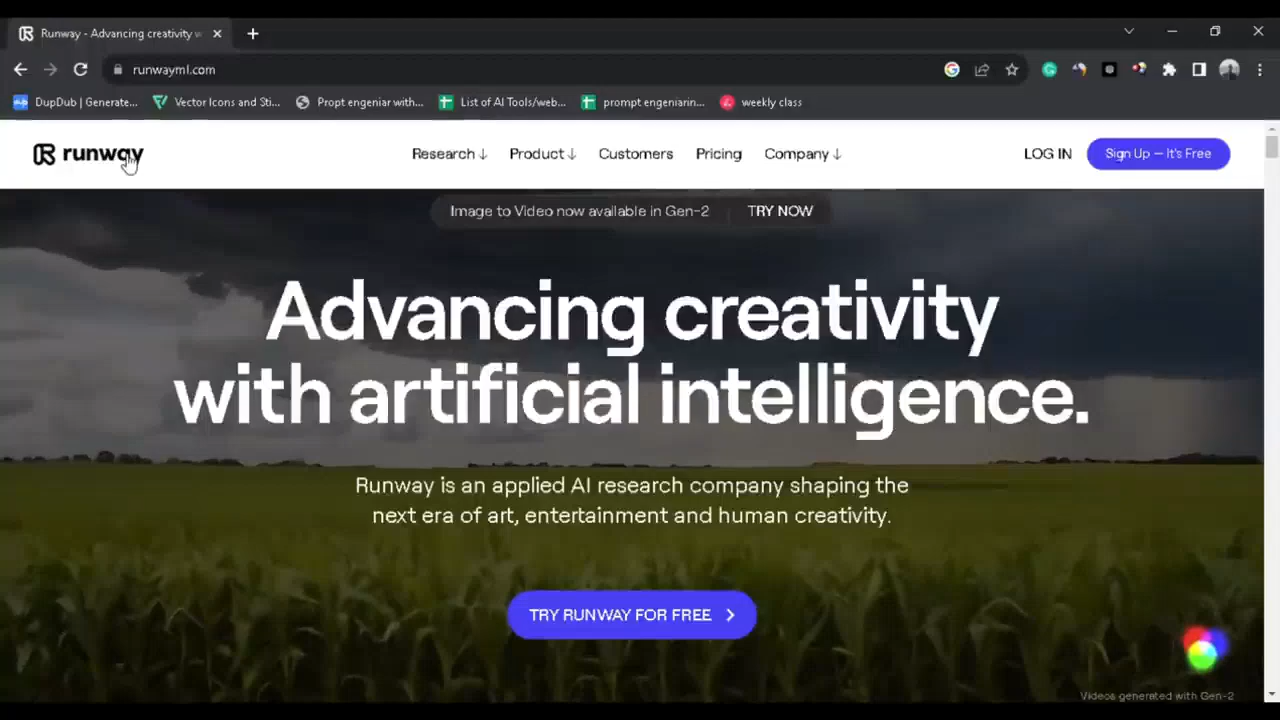 Runway - Advancing creativity w
runwayml.com
DupDub | Generate...
Vector Icons and Sti...
Propt engeniar with...
List of AI Tools/web...
prompt engeniarin...
weekly class
runway
Research ↓
Product ↓
Customers
Pricing
Company ↓
LOG IN
Sign Up — It's Free
Image to Video now available in Gen-2
TRY NOW
Advancing creativity
with artificial intelligence.
Runway is an applied AI research company shaping the
next era of art, entertainment and human creativity.
TRY RUNWAY FOR FREE
Videos generated with Gen-2